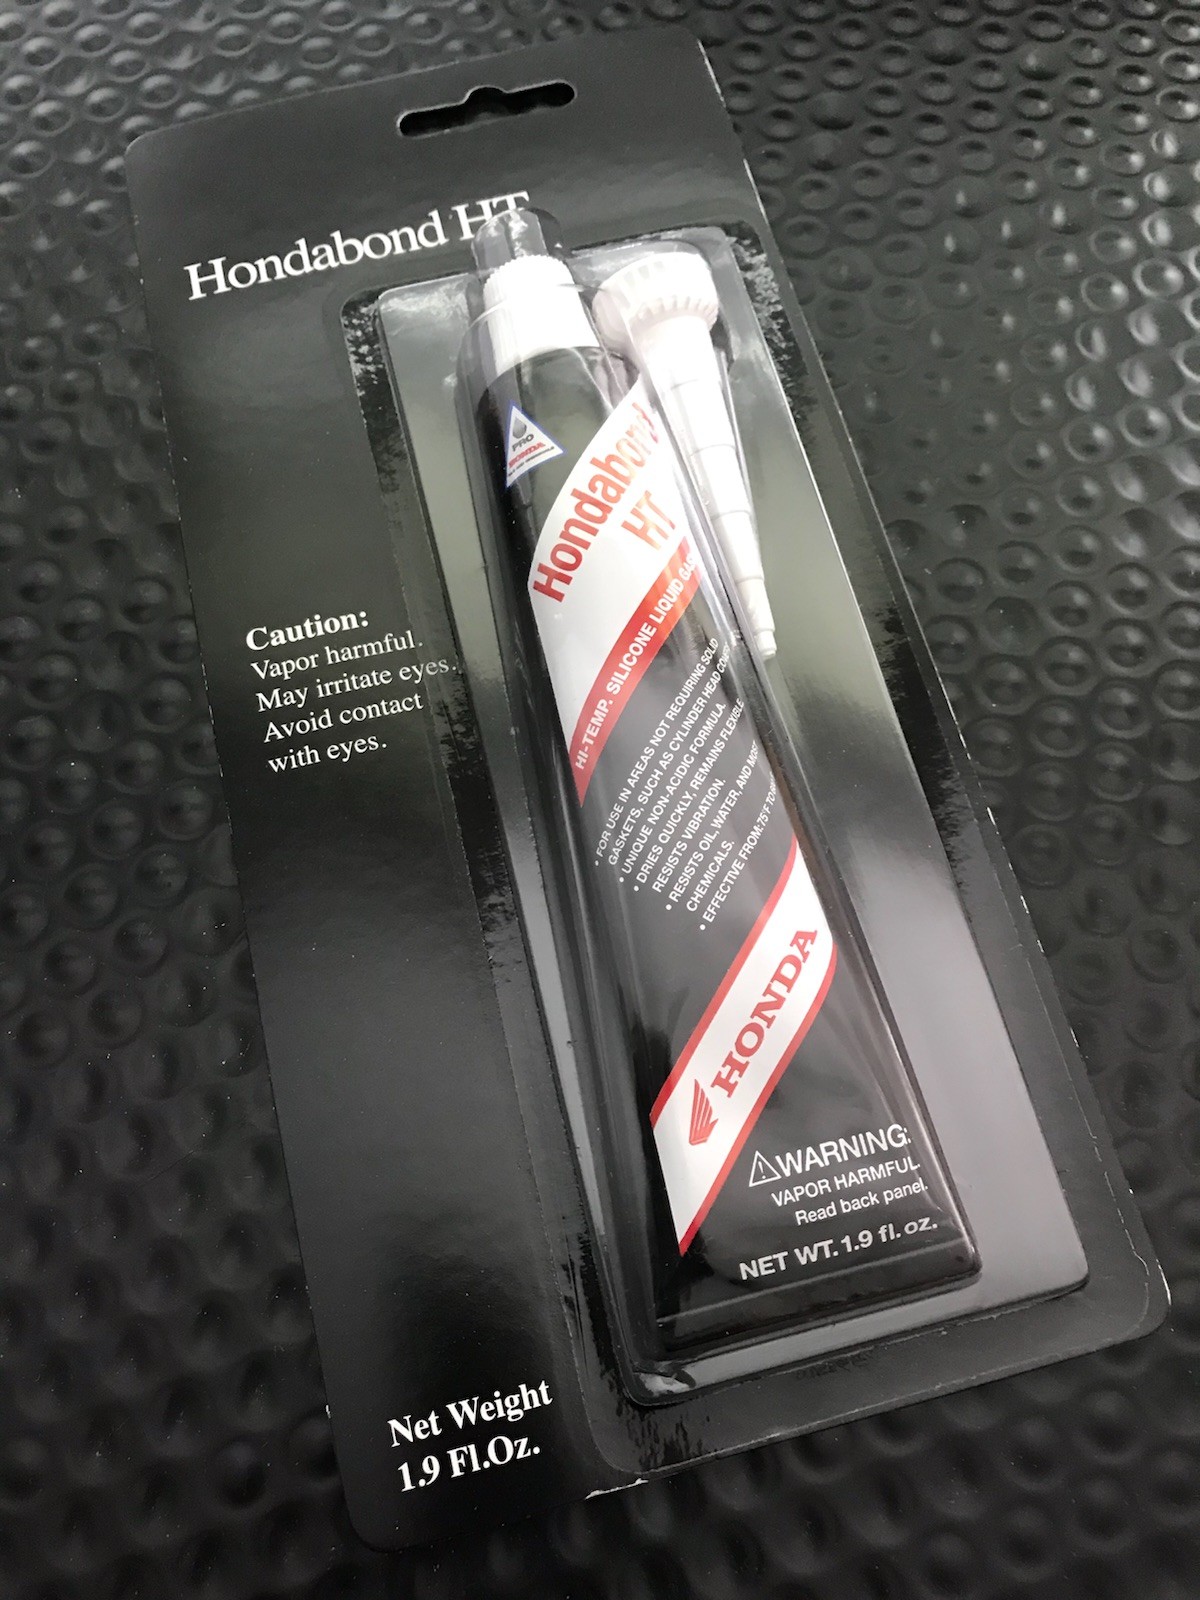 Hondabond HT
PRO
HONDA
Hondabond
HT
HI-TEMP. SILICONE LIQUID
• FOR USE IN AREAS NOT REQUIRING SOLID
GASKETS, SUCH AS CYLINDER HEAD
• UNIQUE NON-ACIDIC FORMULA.
• DRIES QUICKLY, REMAINS FLEXIBLE
RESISTS VIBRATION.
• RESISTS OIL, WATER, AND
CHEMICALS.
• EFFECTIVE FROM:
HONDA
WARNING:
VAPOR HARMFUL.
Read back panel.
NET WT. 1.9 fl. oz.
Caution:
Vapor harmful.
May irritate eyes.
Avoid contact
with eyes.
Net Weight
1.9 Fl.Oz.